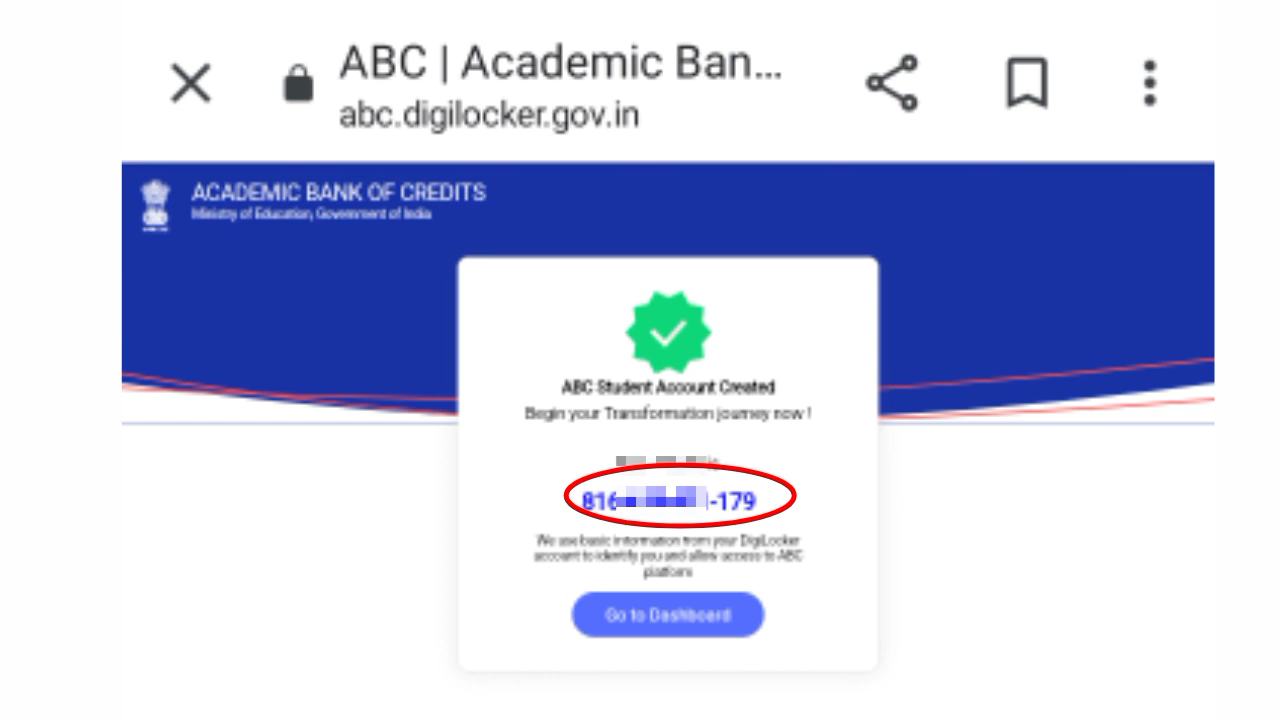 ABC | Academic Ban...
abc.digilocker.gov.in
ACADEMIC BANK OF CREDITS
Ministry of Education, Government of India
ABC Student Account Created
Begin your Transformation journey now !
816 -179
We use basic information from your DigiLocker
account to identify you and allow access to ABC
platform
Go to Dashboard